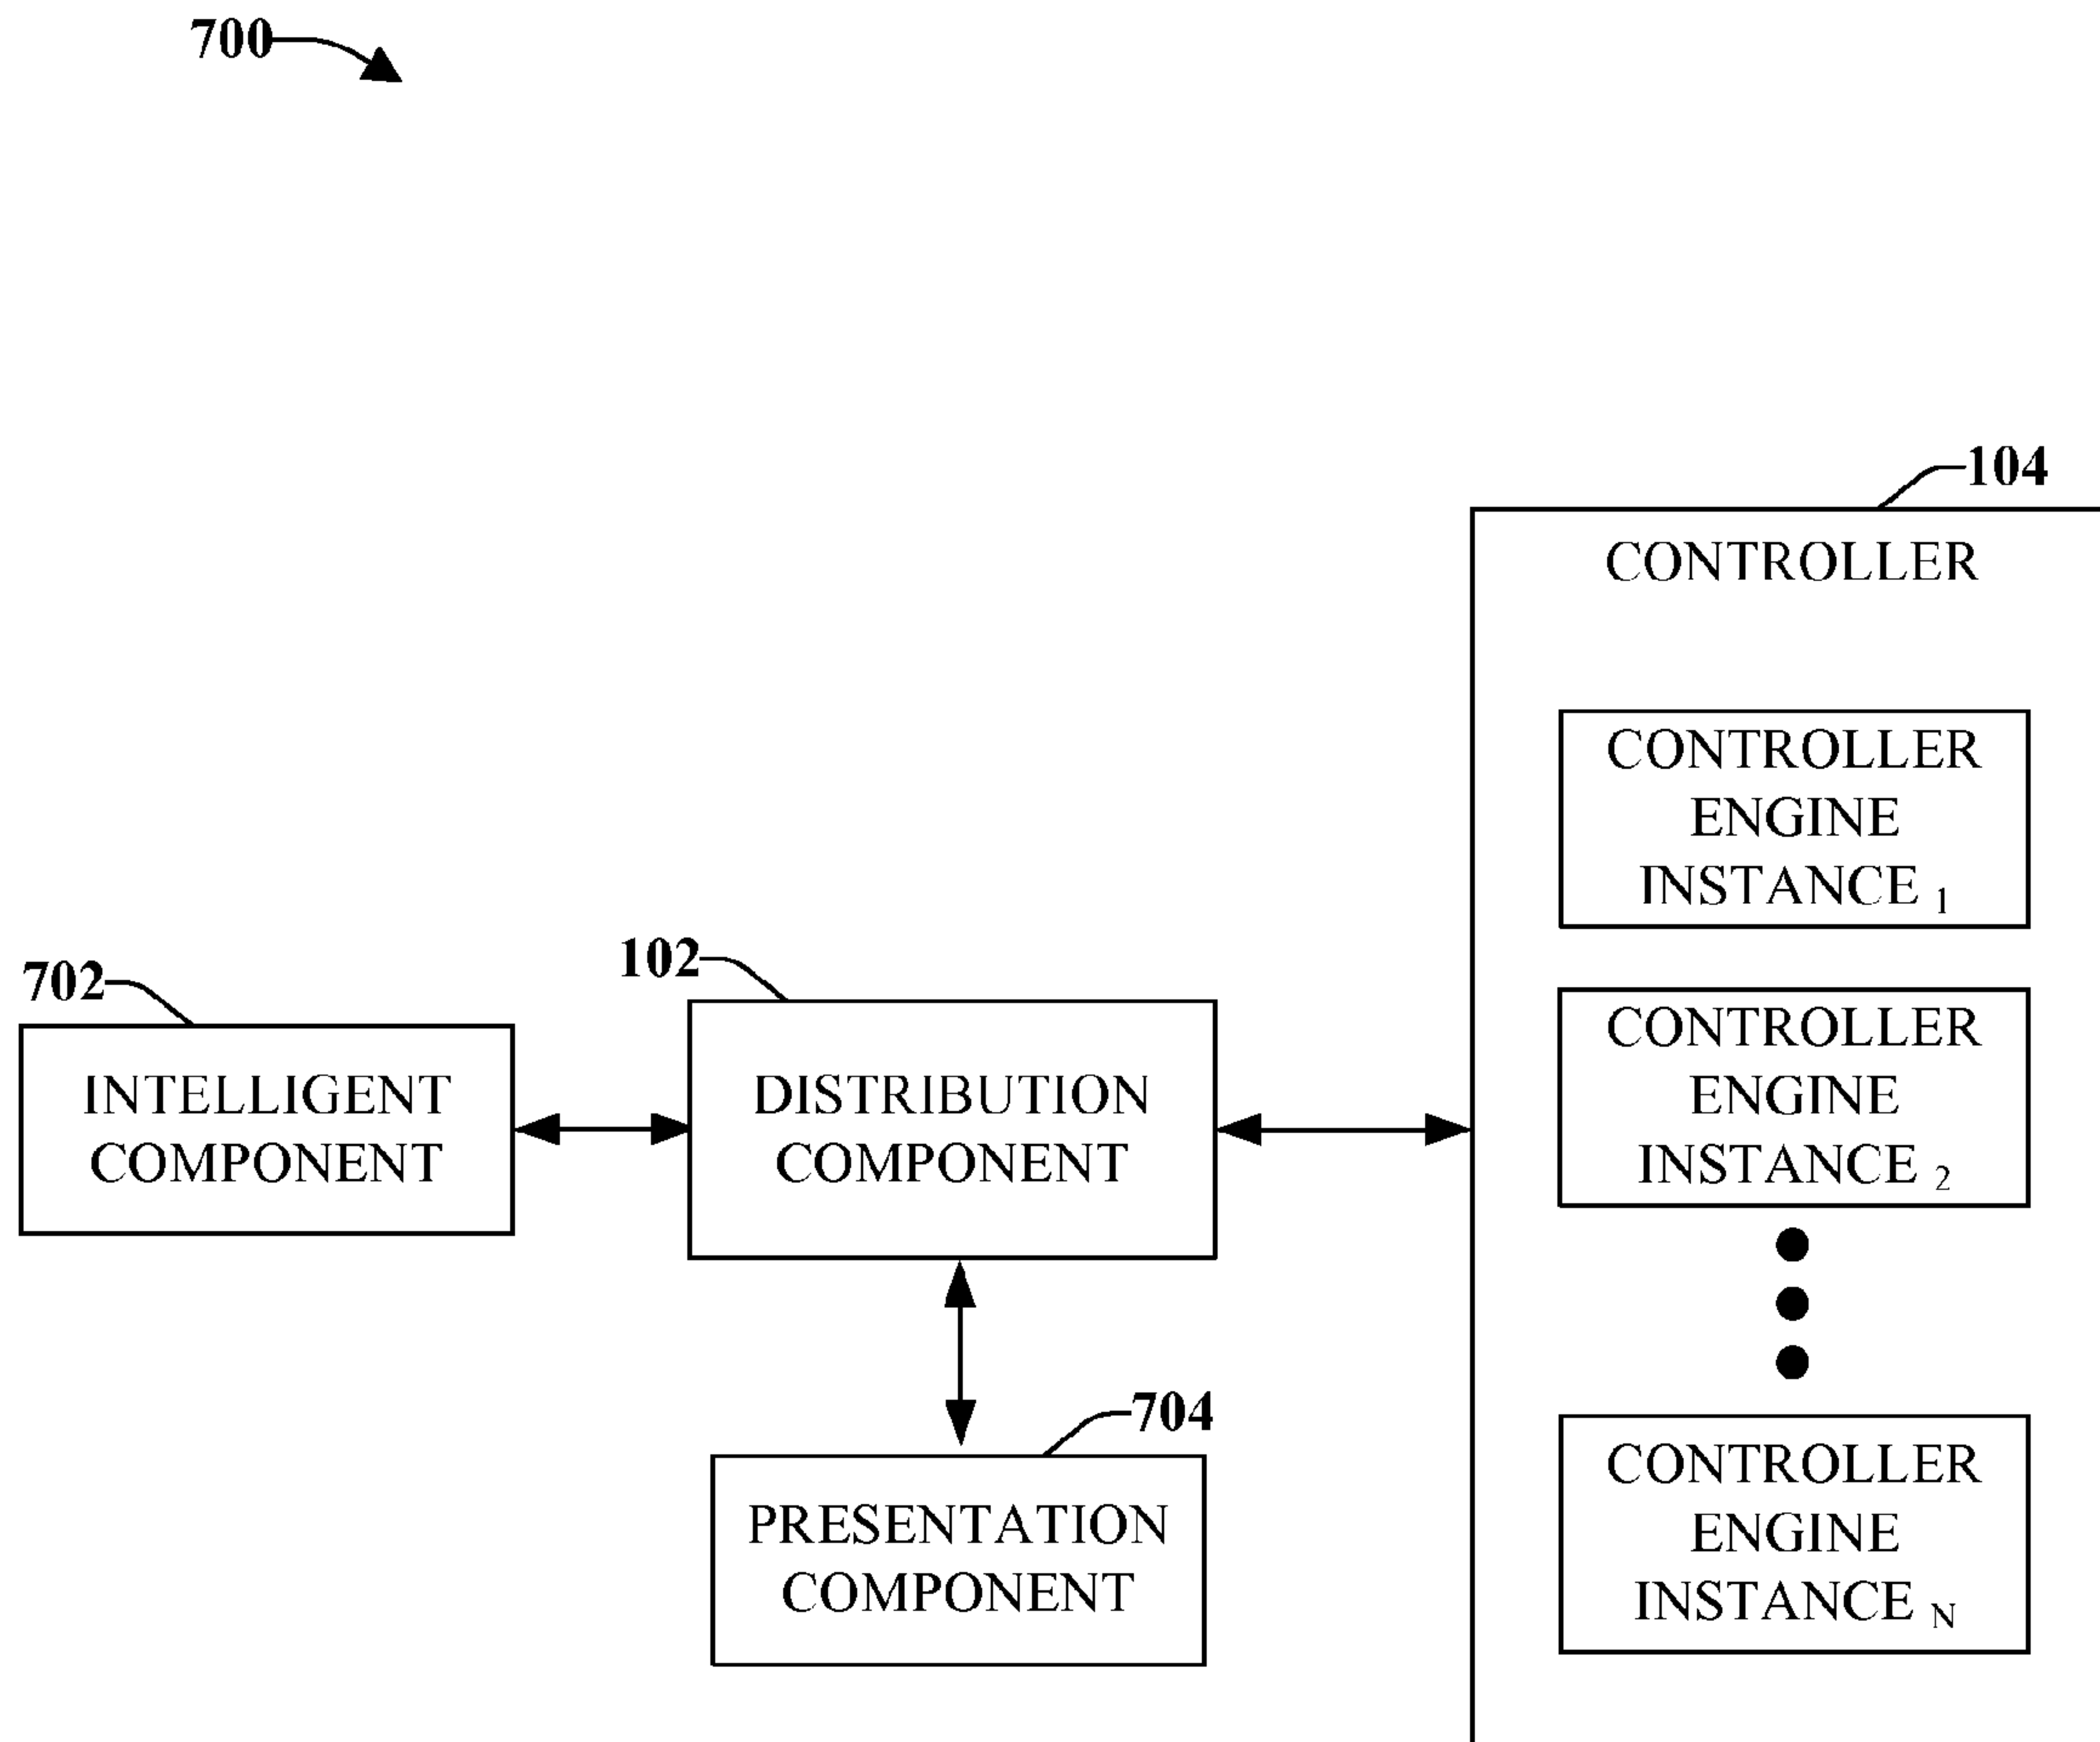 700
104
CONTROLLER
CONTROLLER
ENGINE
INSTANCE 1
702
102
CONTROLLER
ENGINE
INSTANCE 2
INTELLIGENT
COMPONENT
DISTRIBUTION
COMPONENT
704
PRESENTATION
COMPONENT
CONTROLLER
ENGINE
INSTANCE N